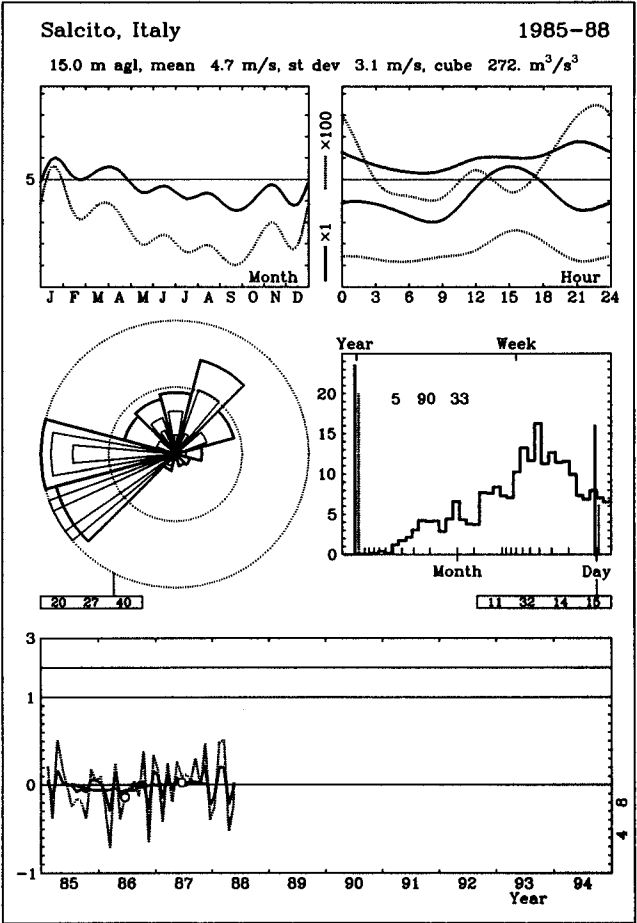 Salcito, Italy 1985-88
15.0 m agl, mean 4.7 m/s, st dev 3.1 m/s, cube 272. m³/s³
5
J F M A M J J A S O N D
Month
×1 ×100
0 3 6 9 12 15 18 21 24
Hour
Year Week
20
15
10
5
0
5 90 33
Month Day
20 27 40
11 32 14 15
3
1
0
-1
85 86 87 88 89 90 91 92 93 94
Year
4 8